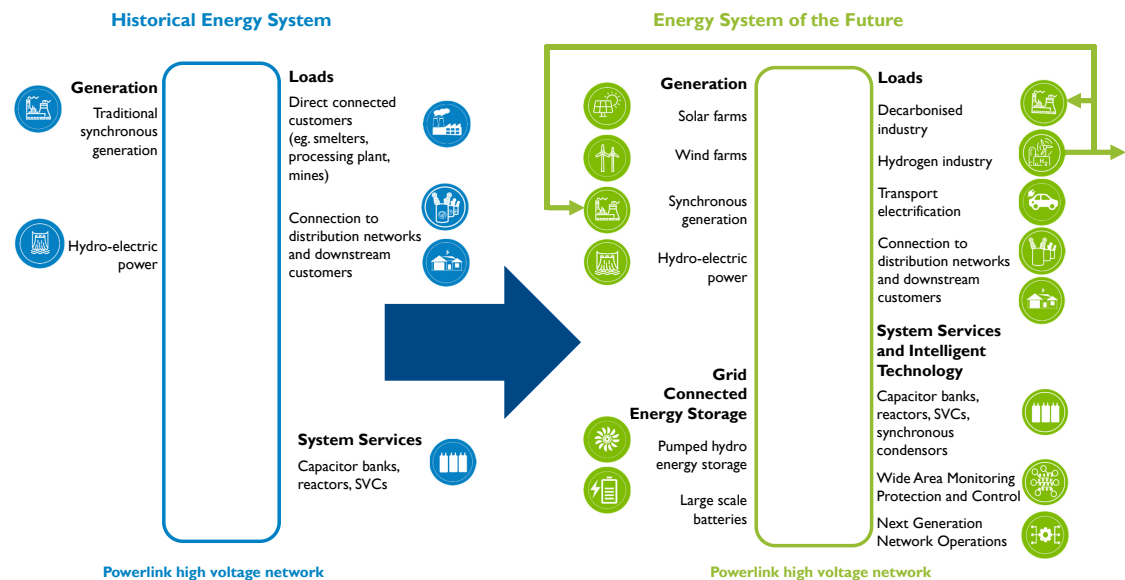 Historical Energy System
Generation
Traditional
synchronous
generation
Hydro-electric
power
Loads
Direct connected
customers
(eg. smelters,
processing plant,
mines)
Connection to
distribution networks
and downstream
customers
System Services
Capacitor banks,
reactors, SVCs
Powerlink high voltage network
Energy System of the Future
Generation
Solar farms
Wind farms
Synchronous
generation
Hydro-electric
power
Grid
Connected
Energy Storage
Pumped hydro
energy storage
Large scale
batteries
Loads
Decarbonised
industry
Hydrogen industry
Transport
electrification
Connection to
distribution networks
and downstream
customers
System Services
and Intelligent
Technology
Capacitor banks,
reactors, SVCs,
synchronous
condensors
Wide Area Monitoring
Protection and Control
Next Generation
Network Operations
Powerlink high voltage network